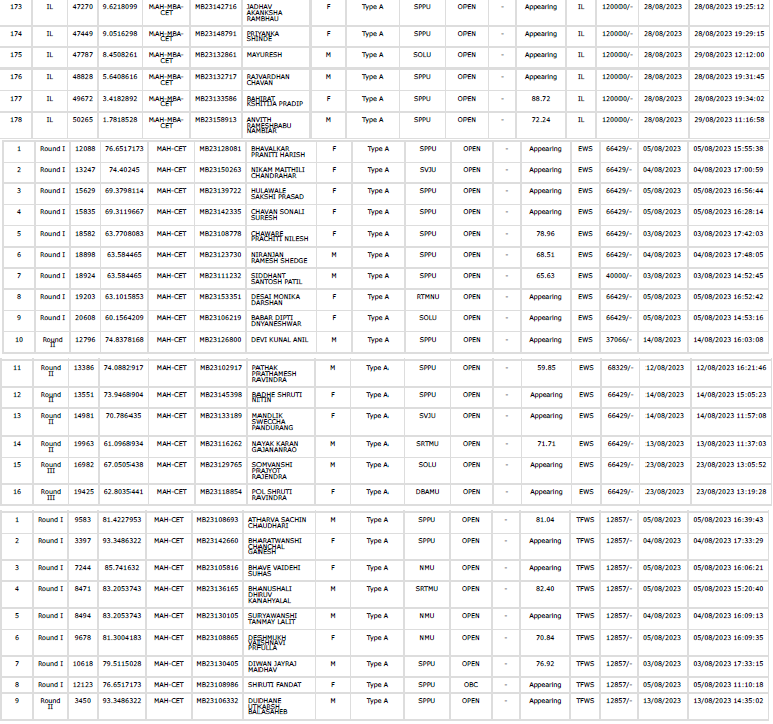 173 IL 47270 9.6218099 MAH-MBA-CET MB23142716 JADHAV AKANKSHA RAMBHAU F Type A SPPU OPEN - Appearing IL 120000/- 28/08/2023 28/08/2023 19:25:12
174 IL 47449 9.0516298 MAH-MBA-CET MB23148791 PRIYANKA SHINDE F Type A SPPU OPEN - Appearing IL 120000/- 28/08/2023 28/08/2023 19:29:15
175 IL 47787 8.4508261 MAH-MBA-CET MB23132861 MAYURESH M Type A SOLU OPEN - Appearing IL 120000/- 28/08/2023 29/08/2023 12:12:00
176 IL 48828 5.6408616 MAH-MBA-CET MB23132717 RAJVARDHAN CHAVAN M Type A SPPU OPEN - Appearing IL 120000/- 28/08/2023 28/08/2023 19:31:45
177 IL 49672 3.4182892 MAH-MBA-CET MB23133586 BAHIRAT KSHITIJA PRADIP F Type A SPPU OPEN - 88.72 IL 120000/- 28/08/2023 28/08/2023 19:34:02
178 IL 50265 1.7818528 MAH-MBA-CET MB23158913 ANVITH RAMESHBABU NAMBIAR M Type A SPPU OPEN - 72.24 IL 120000/- 28/08/2023 29/08/2023 11:16:58
1 Round I 12088 76.6517173 MAH-CET MB23128081 BHAVALKAR PRANITI HARISH F Type A SPPU OPEN - Appearing EWS 66429/- 05/08/2023 05/08/2023 15:55:38
2 Round I 13247 74.40245 MAH-CET MB23150263 NIKAM MAITHILI CHANDRAHAR F Type A SVJU OPEN - Appearing EWS 66429/- 04/08/2023 04/08/2023 17:00:59
3 Round I 15629 69.3798114 MAH-CET MB23139722 HULAWALE SAKSHI PRASAD F Type A SPPU OPEN - Appearing EWS 66429/- 05/08/2023 05/08/2023 16:56:44
4 Round I 15835 69.3119667 MAH-CET MB23142335 CHAVAN SONALI SURESH F Type A SPPU OPEN - Appearing EWS 66429/- 05/08/2023 05/08/2023 16:28:14
5 Round I 18582 63.7708083 MAH-CET MB23108778 CHAWARE PRACHITI NILESH F Type A SPPU OPEN - 78.96 EWS 66429/- 03/08/2023 03/08/2023 17:42:03
6 Round I 18898 63.584465 MAH-CET MB23123730 NIRANJAN RAMESH SHEDGE M Type A SPPU OPEN - 68.51 EWS 66429/- 04/08/2023 04/08/2023 17:48:05
7 Round I 18924 63.584465 MAH-CET MB23111232 SIDDHANT SANTOSH PATIL M Type A SPPU OPEN - 65.63 EWS 40000/- 03/08/2023 03/08/2023 14:52:45
8 Round I 19203 63.1015853 MAH-CET MB23153351 DESAI MONIKA DARSHAN F Type A RTMNU OPEN - Appearing EWS 66429/- 05/08/2023 05/08/2023 16:52:42
9 Round I 20608 60.1564209 MAH-CET MB23106219 BABAR DIPTI DNYANESHWAR F Type A SOLU OPEN - Appearing EWS 66429/- 05/08/2023 05/08/2023 14:53:16
10 Round II 12796 74.8378168 MAH-CET MB23126800 DEVI KUNAL ANIL M Type A SPPU OPEN - Appearing EWS 37066/- 14/08/2023 14/08/2023 16:03:08
11 Round II 13386 74.0882917 MAH-CET MB23102917 PATHAK PRATHAMESH RAVINDRA M Type A SPPU OPEN - 59.85 EWS 68329/- 12/08/2023 12/08/2023 16:21:46
12 Round II 13551 73.9468904 MAH-CET MB23145398 BADHE SHRUTI NITIN F Type A SPPU OPEN - Appearing EWS 66429/- 14/08/2023 14/08/2023 15:05:23
13 Round II 14981 70.786435 MAH-CET MB23133189 MANDLIK SWECCHA PANDURANG F Type A SVJU OPEN - Appearing EWS 66429/- 14/08/2023 14/08/2023 11:57:08
14 Round II 19963 61.0968934 MAH-CET MB23116262 NAYAK KARAN GAJANANRAO M Type A SRTMU OPEN - 71.71 EWS 66429/- 13/08/2023 13/08/2023 11:37:03
15 Round III 16982 67.0505438 MAH-CET MB23129765 SOMVANSHI PRAJYOT RAJENDRA M Type A SOLU OPEN - Appearing EWS 66429/- 23/08/2023 23/08/2023 13:05:52
16 Round III 19425 62.8035441 MAH-CET MB23118854 POL SHRUTI RAVINDRA F Type A DBAMU OPEN - Appearing EWS 66429/- 23/08/2023 23/08/2023 13:19:28
1 Round I 9583 81.4227953 MAH-CET MB23108693 ATHARVA SACHIN CHAUDHARI M Type A SPPU OPEN - 81.04 TFWS 12857/- 05/08/2023 05/08/2023 16:39:43
2 Round I 3397 93.3486322 MAH-CET MB23142660 BHARATWANSHI CHANCHAL GANESH F Type A SPPU OPEN - Appearing TFWS 12857/- 04/08/2023 04/08/2023 17:33:29
3 Round I 7244 85.741632 MAH-CET MB23105816 BHAVE VAIDEHI SUHAS F Type A NMU OPEN - Appearing TFWS 12857/- 05/08/2023 05/08/2023 16:06:21
4 Round I 8471 83.2053743 MAH-CET MB23136165 BHANUSHALI DHRUV KANAHYALAL M Type A SRTMU OPEN - 82.40 TFWS 12857/- 05/08/2023 05/08/2023 15:20:40
5 Round I 8494 83.2053743 MAH-CET MB23130105 SURYAWANSHI TANMAY LALIT M Type A NMU OPEN - Appearing TFWS 12857/- 04/08/2023 04/08/2023 16:09:13
6 Round I 9678 81.3004183 MAH-CET MB23108865 DESHMUKH VAISHNAVI PRFULLA F Type A NMU OPEN - 70.84 TFWS 12857/- 05/08/2023 05/08/2023 16:09:35
7 Round I 10618 79.5115028 MAH-CET MB23130405 DIWAN JAYRAJ MADHAV M Type A SPPU OPEN - 76.92 TFWS 12857/- 03/08/2023 03/08/2023 17:33:15
8 Round I 12123 76.6517173 MAH-CET MB23108986 SHRUTI FANDAT F Type A SPPU OBC - Appearing TFWS 12857/- 05/08/2023 05/08/2023 11:10:18
9 Round II 3450 93.3486322 MAH-CET MB23106332 DUDHANE UTKARSH BALASAHEB M Type A SPPU OPEN - Appearing TFWS 12857/- 13/08/2023 13/08/2023 14:35:02